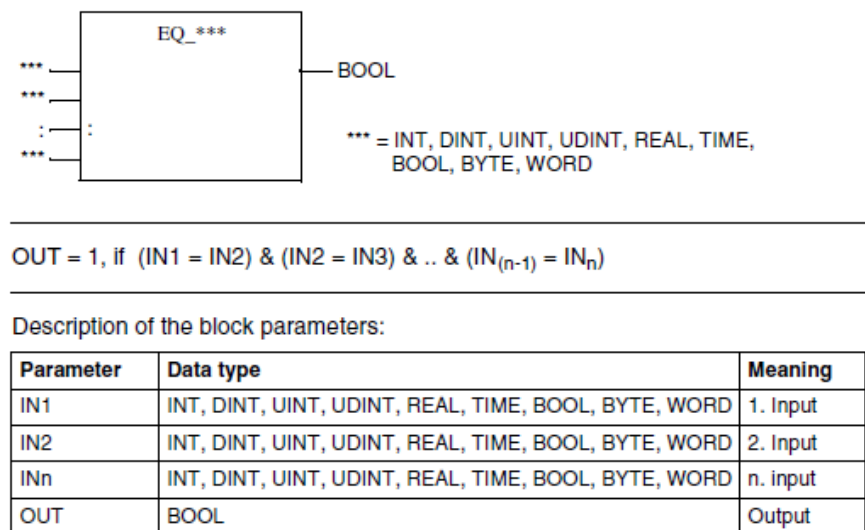 EQ_***
*** BOOL
***
: :
*** *** = INT, DINT, UINT, UDINT, REAL, TIME,
BOOL, BYTE, WORD
OUT = 1, if (IN1 = IN2) & (IN2 = IN3) & .. & (IN(n-1) = INn)
Description of the block parameters:
Parameter Data type Meaning
IN1 INT, DINT, UINT, UDINT, REAL, TIME, BOOL, BYTE, WORD 1. Input
IN2 INT, DINT, UINT, UDINT, REAL, TIME, BOOL, BYTE, WORD 2. Input
INn INT, DINT, UINT, UDINT, REAL, TIME, BOOL, BYTE, WORD n. input
OUT BOOL Output